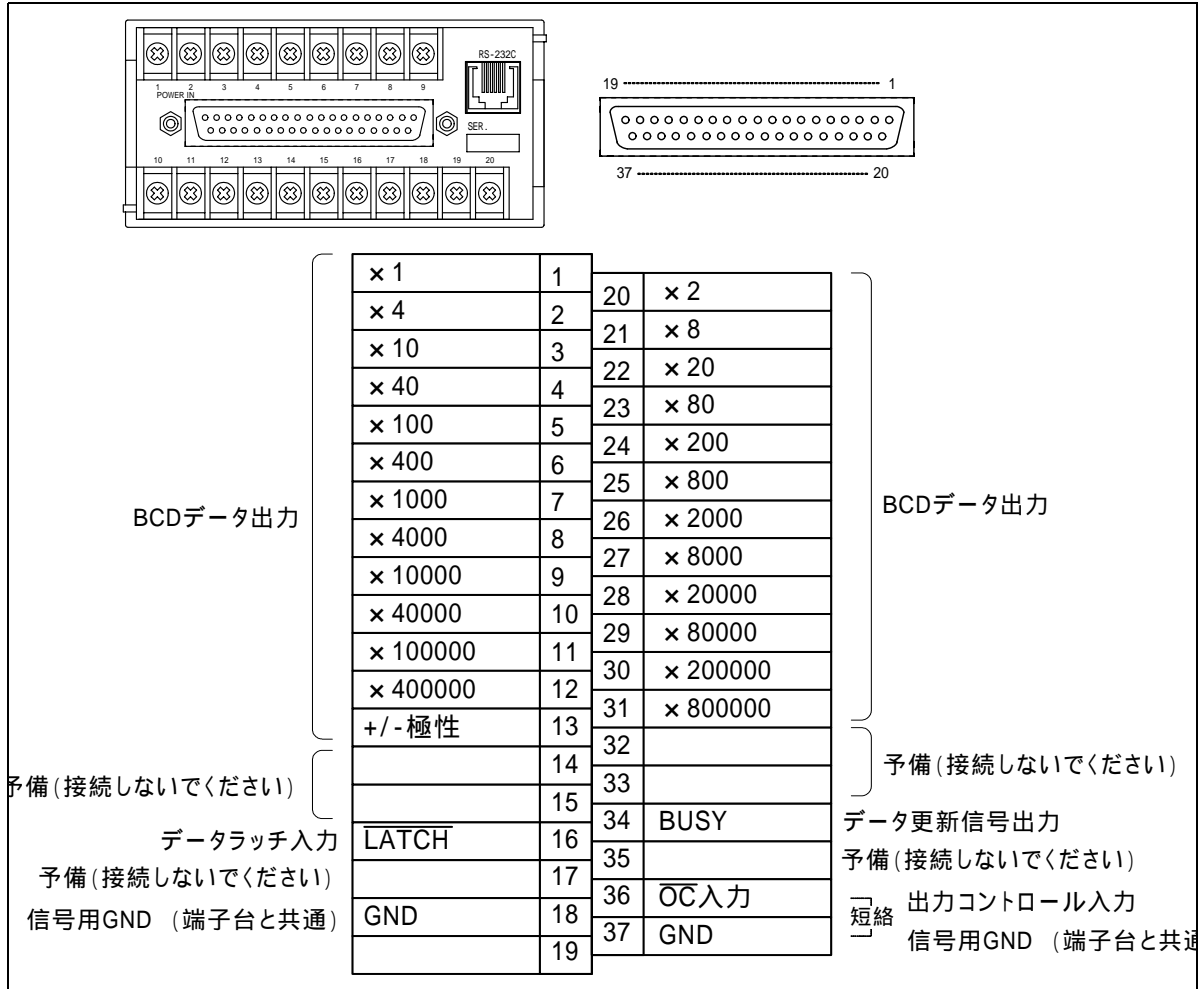 RS-232C
1 2 3 4 5 6 7 8 9
POWER IN
SER.
10 11 12 13 14 15 16 17 18 19 20
19 1
37 20
BCDデータ出力
×1 1
×4 2
×10 3
×40 4
×100 5
×400 6
×1000 7
×4000 8
×10000 9
×40000 10
×100000 11
×400000 12
+/-極性 13
予備(接続しないでください)
14
15
データラッチ入力 LATCH 16
予備(接続しないでください) 17
信号用GND (端子台と共通) GND 18
19
20 ×2
21 ×8
22 ×20
23 ×80
24 ×200
25 ×800
26 ×2000
27 ×8000
28 ×20000
29 ×80000
30 ×200000
31 ×800000
BCDデータ出力
32
33
予備(接続しないでください)
34 BUSY データ更新信号出力
35 予備(接続しないでください)
36 OC入力 出力コントロール入力
短絡
37 GND 信号用GND (端子台と共通